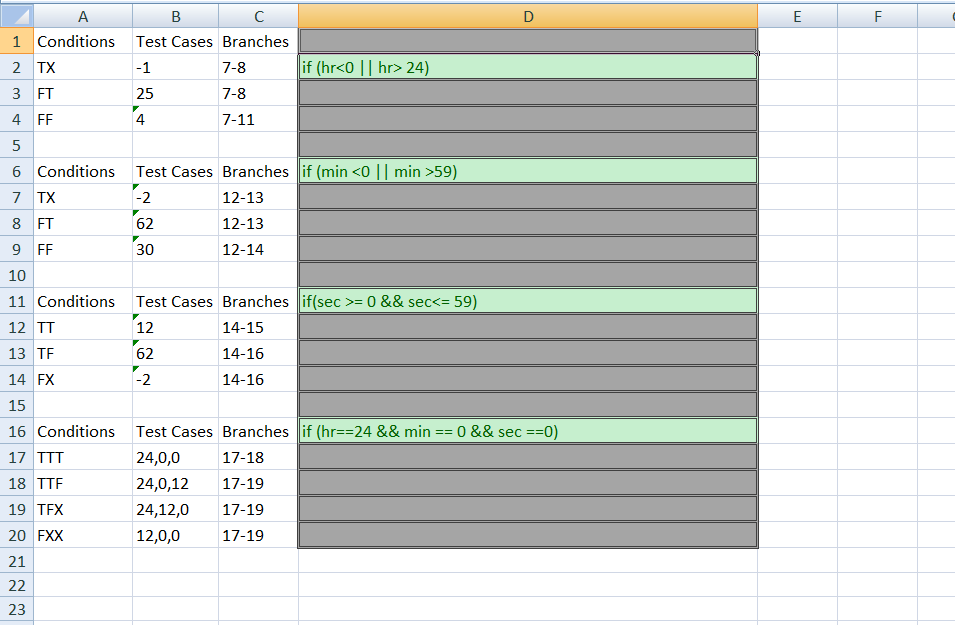 A B C D E F
1 Conditions Test Cases Branches
2 TX -1 7-8 if (hr<0 || hr> 24)
3 FT 25 7-8
4 FF 4 7-11
5
6 Conditions Test Cases Branches if (min <0 || min >59)
7 TX -2 12-13
8 FT 62 12-13
9 FF 30 12-14
10
11 Conditions Test Cases Branches if(sec >= 0 && sec<= 59)
12 TT 12 14-15
13 TF 62 14-16
14 FX -2 14-16
15
16 Conditions Test Cases Branches if (hr==24 && min == 0 && sec ==0)
17 TTT 24,0,0 17-18
18 TTF 24,0,12 17-19
19 TFX 24,12,0 17-19
20 FXX 12,0,0 17-19
21
22
23